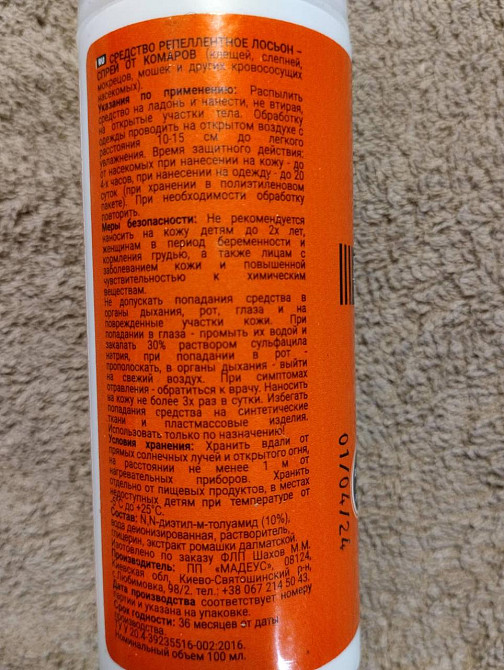 RU СРЕДСТВО РЕПЕЛЛЕНТНОЕ ЛОСЬОН –
СПРЕЙ ОТ КОМАРОВ (клещей, слепней,
мокрецов, мошек и других кровососущих
насекомых).
Указания по применению: Распылить
средство на ладонь и нанести, не втирая,
на открытые участки тела. Обработку
одежды проводить на открытом воздухе с
расстояния 10-15 см до легкого
увлажнения. Время защитного действия:
от насекомых при нанесении на кожу - до
4-х часов, при нанесении на одежду - до 20
суток (при хранении в полиэтиленовом
пакете). При необходимости обработку
повторить.
Меры безопасности: Не рекомендуется
наносить на кожу детям до 2х лет,
женщинам в период беременности и
кормления грудью, а также лицам с
заболеванием кожи и повышенной
чувствительностью к химическим
веществам.
Не допускать попадания средства в
органы дыхания, рот, глаза и на
поврежденные участки кожи. При
попадании в глаза - промыть их водой и
закапать 30% раствором сульфацила
натрия, при попадании в рот -
прополоскать, в органы дыхания - выйти
на свежий воздух. При симптомах
отравления - обратиться к врачу. Наносить
на кожу не более 3х раз в сутки. Избегать
попадания средства на синтетические
ткани и пластмассовые изделия.
Использовать только по назначению!
Условия хранения: Хранить вдали от
прямых солнечных лучей и открытого огня,
на расстоянии не менее 1 м от
нагревательных приборов. Хранить
отдельно от пищевых продуктов, в местах
недоступных детям при температуре от
-5°С до +25°С.
Состав: N,N-диэтил-м-толуамид (10%),
вода деионизированная, растворитель,
глицерин, экстракт ромашки далматской.
Изготовлено по заказу ФЛП Шахов М.М.
Производитель: ПП «МАДЕУС», 08124,
Киевская обл, Киево-Святошинский р-н,
с.Любимовка, 98/2. тел.: +38 067 214 50 43.
Дата производства соответствует номеру
партии и указана на упаковке.
Срок годности: 36 месяцев от даты
производства.
ТУ У 20.4-39235516-002:2016.
Номинальный объем 100 мл.
01/04/24